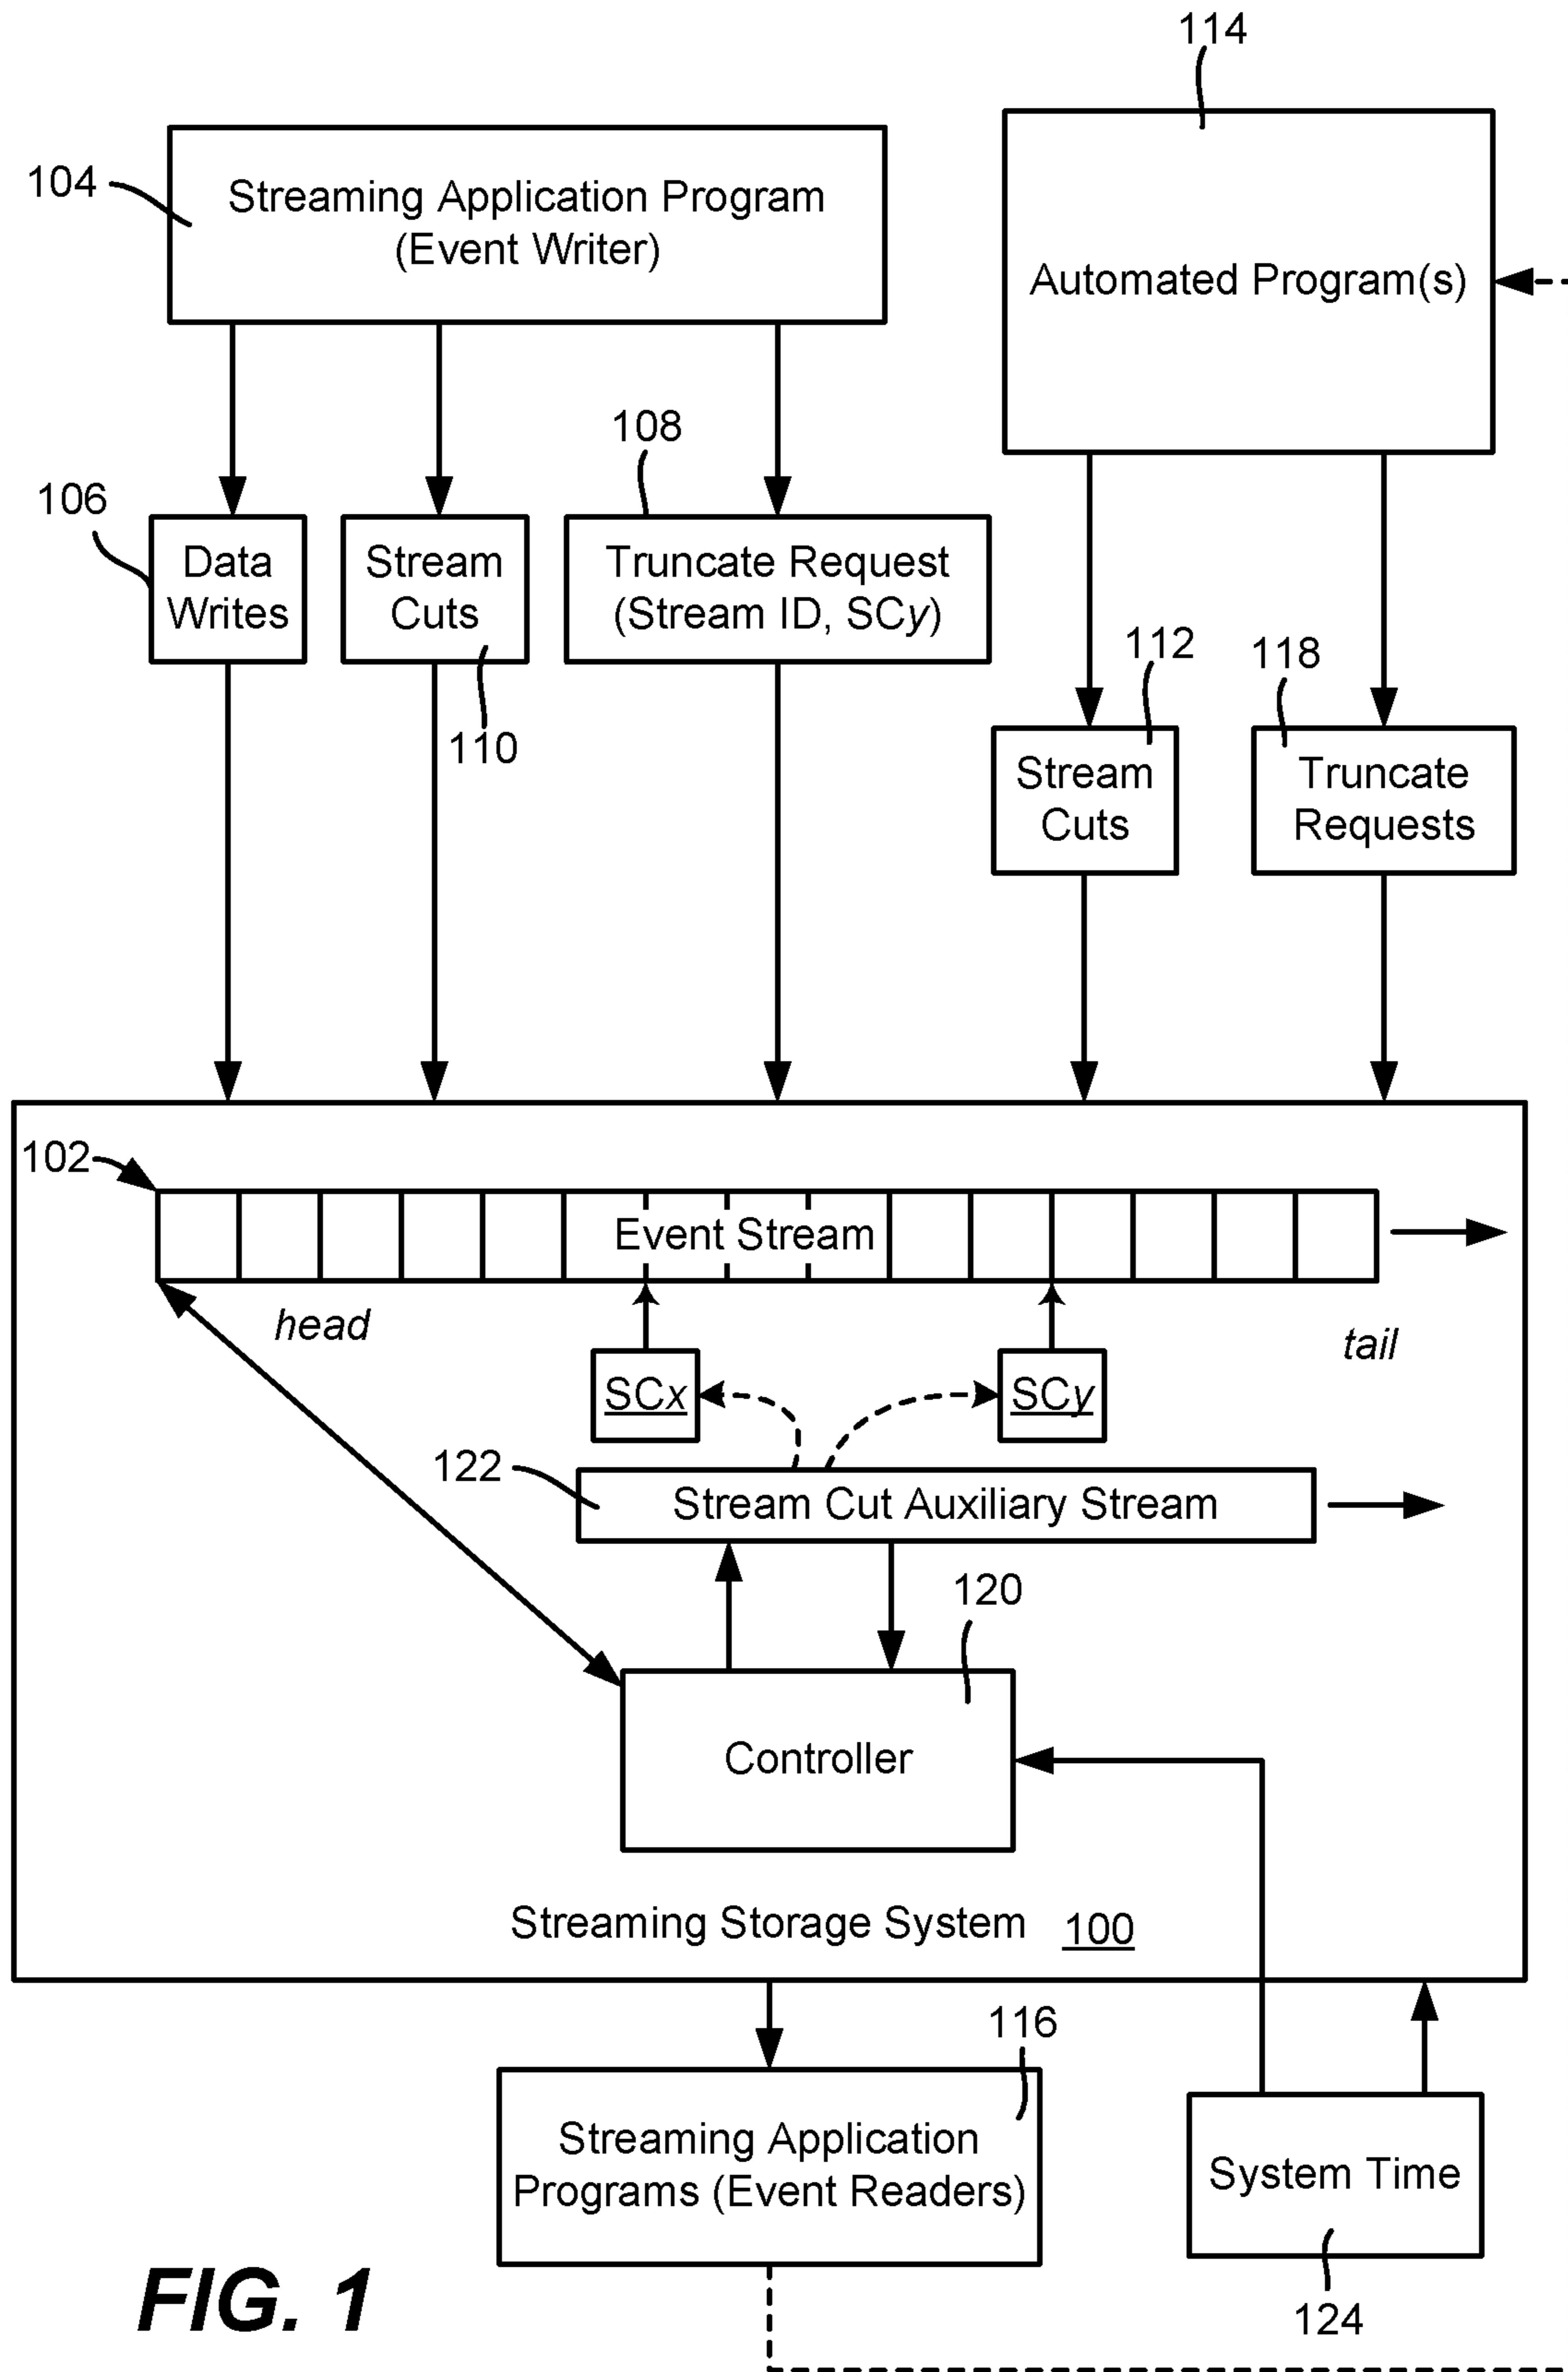 114
104
Streaming Application Program
(Event Writer)
Automated Program(s)
108
106
Data
Writes
Stream
Cuts
Truncate Request
(Stream ID, SCy)
110
112
118
Stream
Cuts
Truncate
Requests
102
Event Stream
head
tail
SCx
SCy
122
Stream Cut Auxiliary Stream
120
Controller
Streaming Storage System 100
116
Streaming Application
Programs (Event Readers)
System Time
124
FIG. 1